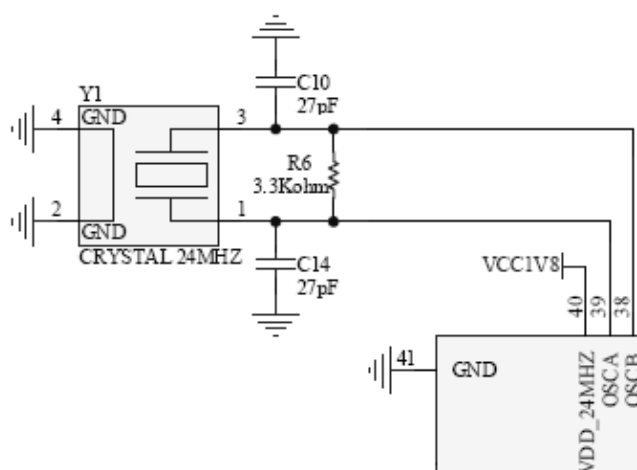 C10
27pF
Y1
4
GND
3
R6
3.3Kohm
2
GND
1
CRYSTAL 24MHZ
C14
27pF
VCC1V8
40
39
38
41
GND
VDD_24MHZ
OSCA
OSCB